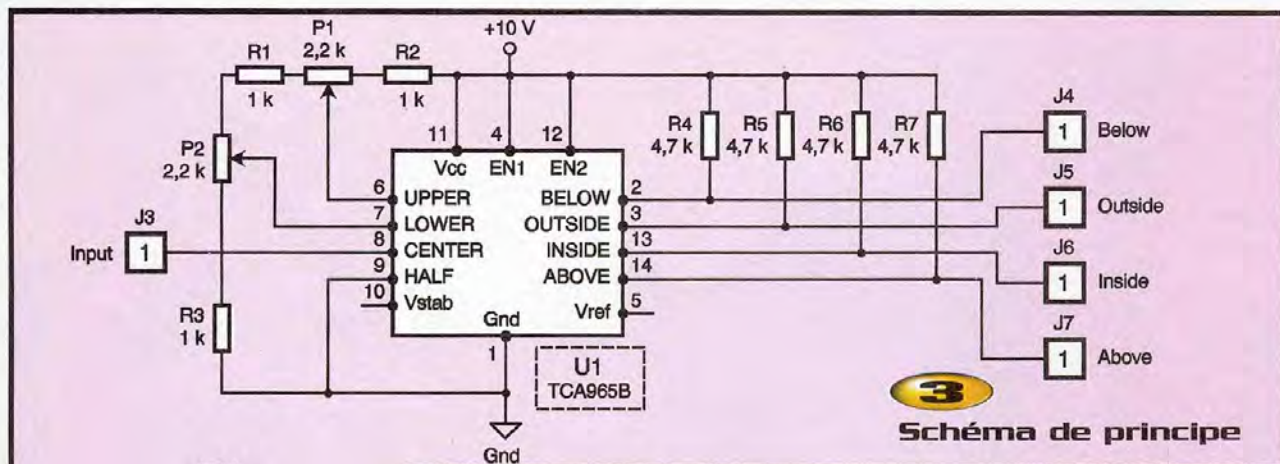 +10 V
P1
2,2 k
R1
R2
1 k
1 k
P2
2,2 k
R4
4,7 k
R5
4,7 k
R6
4,7 k
R7
4,7 k
J4
1
Below
J5
1
Outside
J6
1
Inside
J7
1
Above
J3
Input
1
R3
1 k
11
4
12
Vcc
EN1
EN2
6
UPPER
7
LOWER
8
CENTER
9
HALF
10
Vstab
BELOW
2
OUTSIDE
3
INSIDE
13
ABOVE
14
Vref
5
Gnd
1
U1
TCA965B
Gnd
3
Schéma de principe